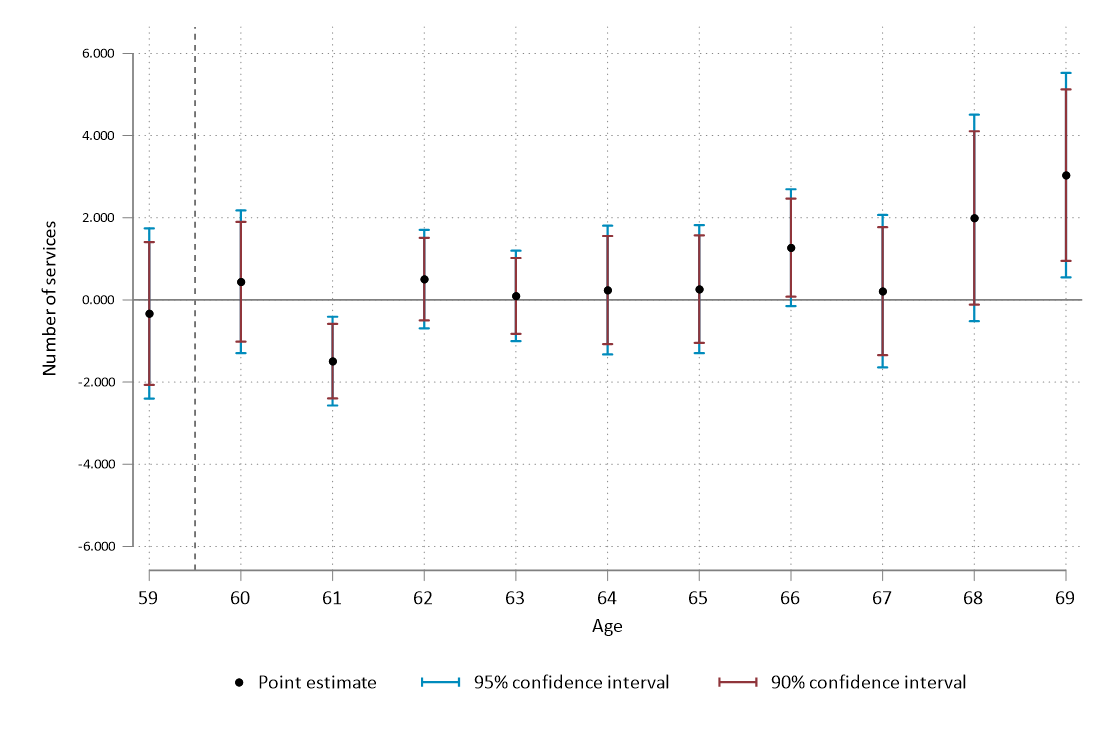 6.000
4.000
2.000
0.000
-2.000
-4.000
-6.000
Number of services
59 60 61 62 63 64 65 66 67 68 69
Age
Point estimate 95% confidence interval 90% confidence interval